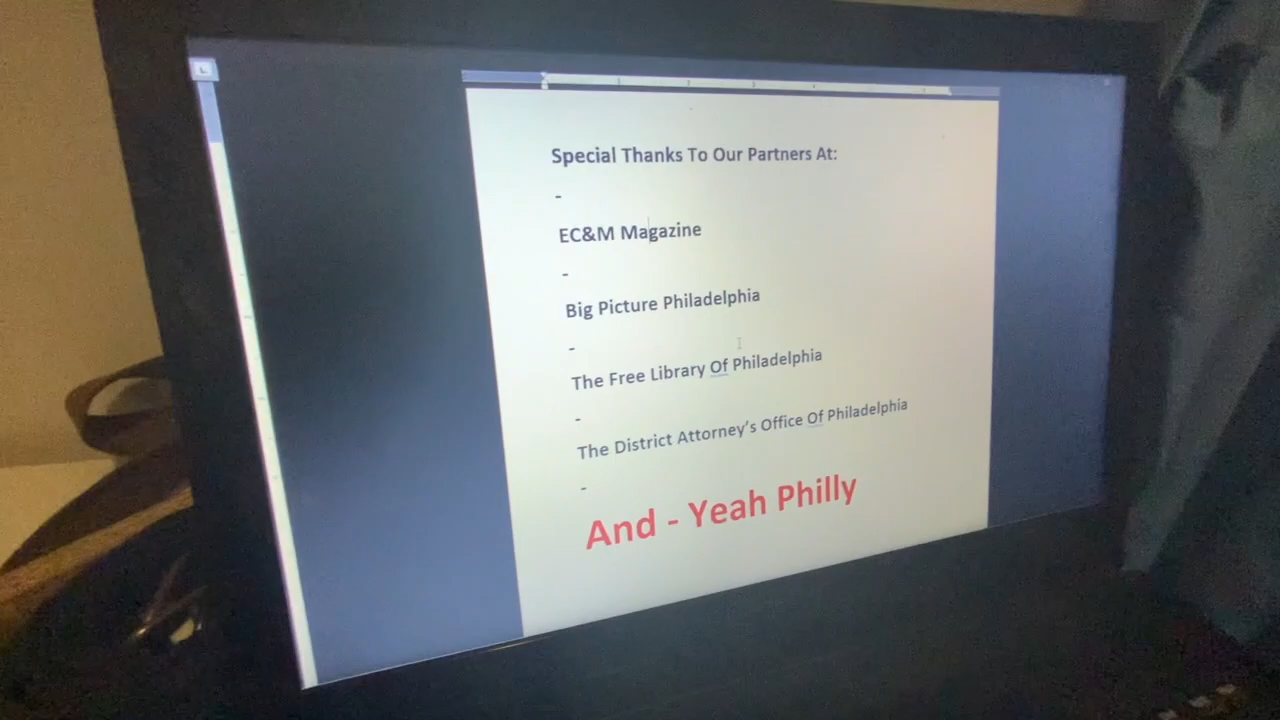 Special Thanks To Our Partners At:
-
EC&M Magazine
-
Big Picture Philadelphia
-
The Free Library Of Philadelphia
-
The District Attorney’s Office Of Philadelphia
-
And - Yeah Philly